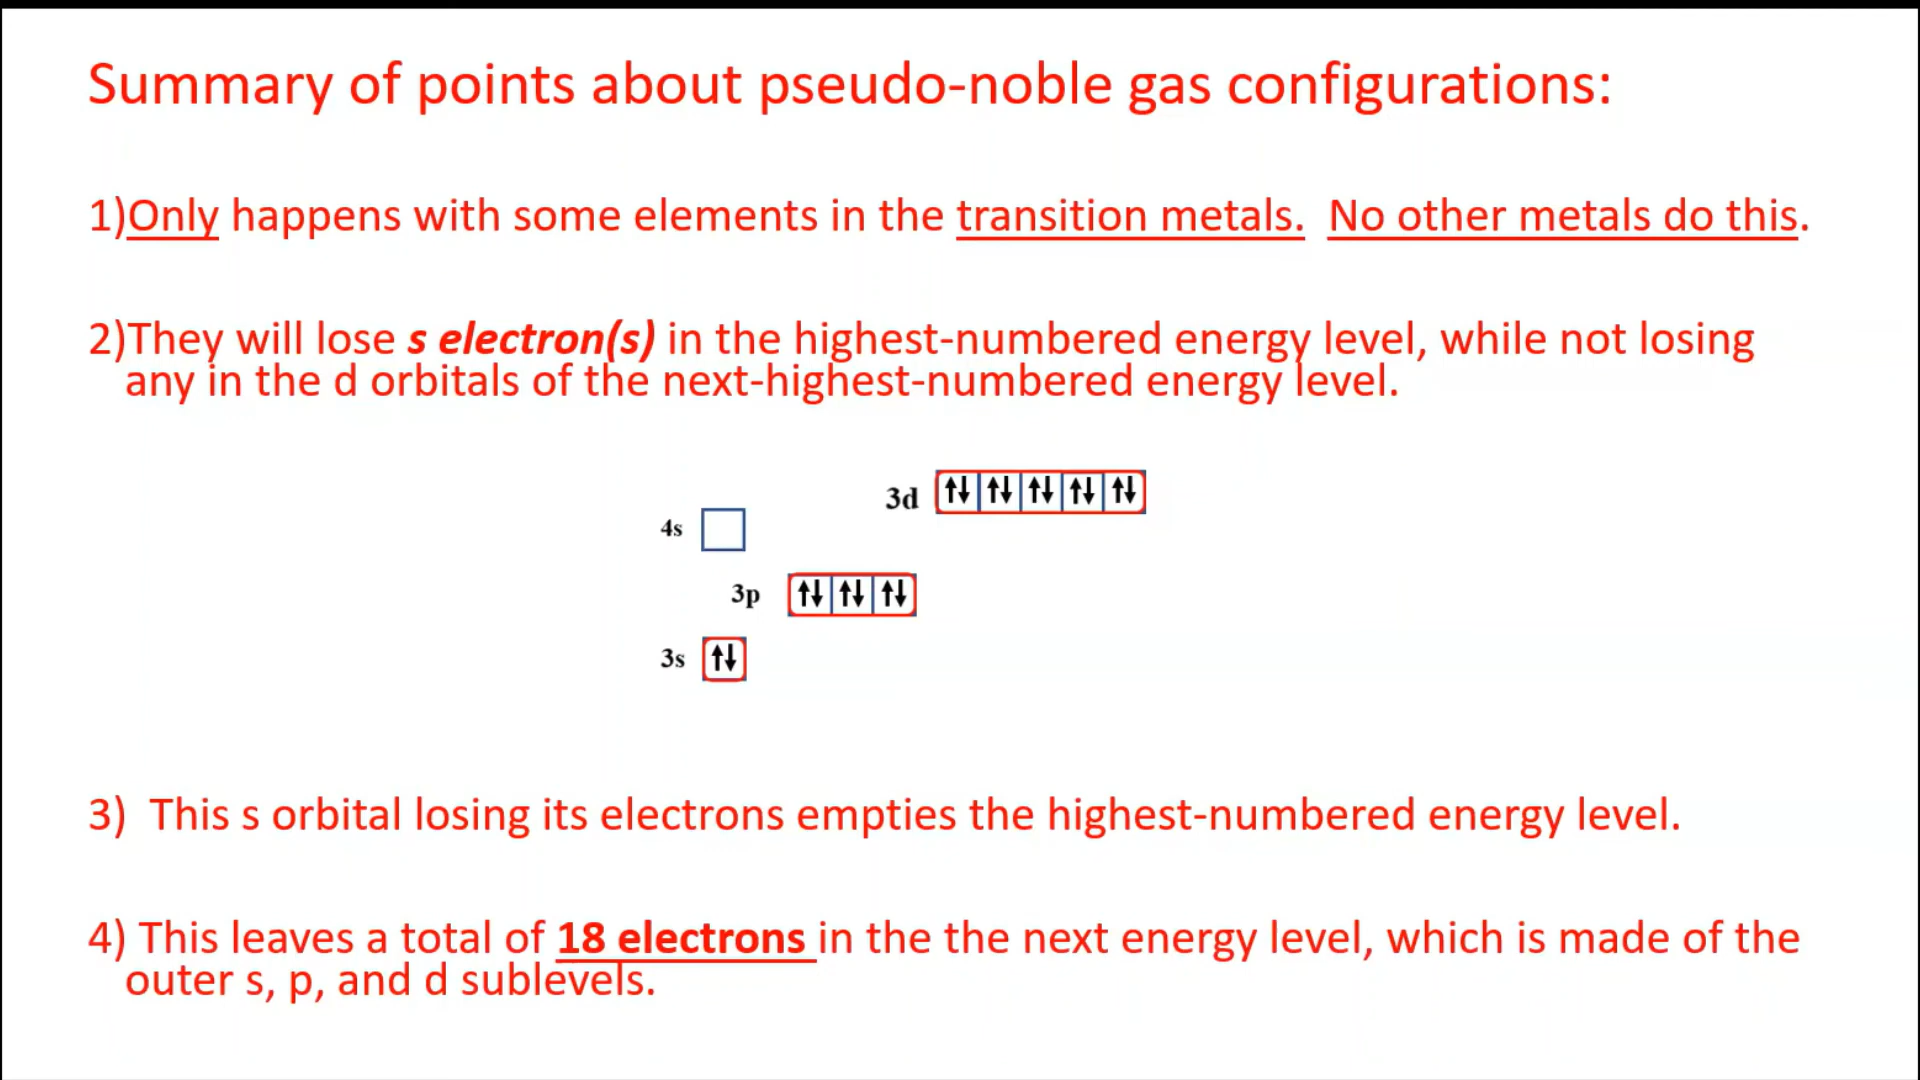 Summary of points about pseudo-noble gas configurations:
1)Only happens with some elements in the transition metals. No other metals do this.
2)They will lose s electron(s) in the highest-numbered energy level, while not losing
any in the d orbitals of the next-highest-numbered energy level.
3d ↑↓ ↑↓ ↑↓ ↑↓ ↑↓
4s
3p ↑↓ ↑↓ ↑↓
3s ↑↓
3) This s orbital losing its electrons empties the highest-numbered energy level.
4) This leaves a total of 18 electrons in the the next energy level, which is made of the
outer s, p, and d sublevels.